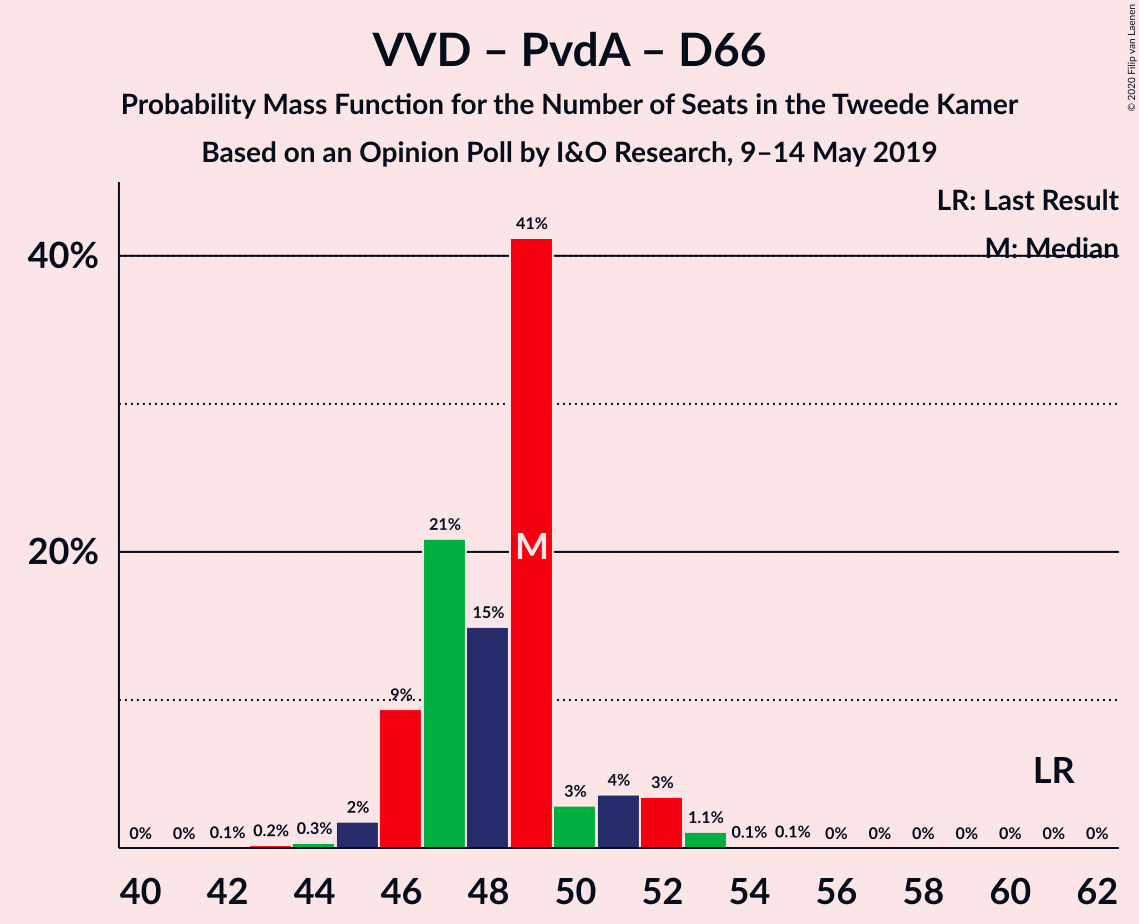 © 2020 Filip van Laenen
VVD – PvdA – D66
Probability Mass Function for the Number of Seats in the Tweede Kamer
Based on an Opinion Poll by I&O Research, 9–14 May 2019
LR: Last Result
M: Median
40%
20%
0% 0% 0.1% 0.2% 0.3% 2% 9% 21% 15% 41% 3% 4% 3% 1.1% 0.1% 0.1% 0% 0% 0% 0% 0% 0% 0%
M
LR
40 42 44 46 48 50 52 54 56 58 60 62